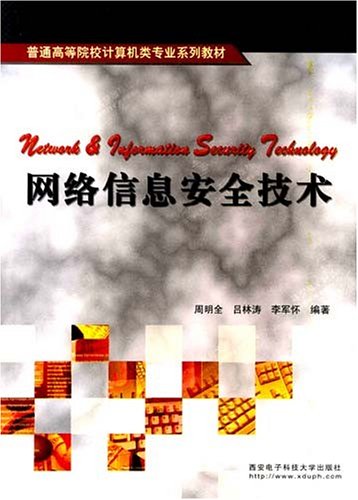 普通高等院校计算机类专业系列教材
Network & Information Security Technology
网络信息安全技术
周明全 吕林涛 李军怀 编著
西安电子科技大学出版社
http://www.xduph.com